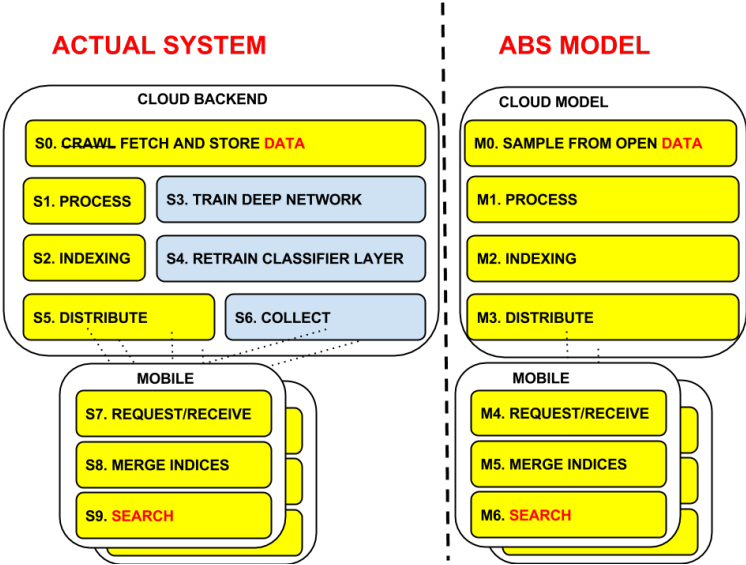 ACTUAL SYSTEM
CLOUD BACKEND
S0. CRAWL FETCH AND STORE DATA
S1. PROCESS
S3. TRAIN DEEP NETWORK
S2. INDEXING
S4. RETRAIN CLASSIFIER LAYER
S5. DISTRIBUTE
S6. COLLECT
MOBILE
S7. REQUEST/RECEIVE
S8. MERGE INDICES
S9. SEARCH
ABS MODEL
CLOUD MODEL
M0. SAMPLE FROM OPEN DATA
M1. PROCESS
M2. INDEXING
M3. DISTRIBUTE
MOBILE
M4. REQUEST/RECEIVE
M5. MERGE INDICES
M6. SEARCH